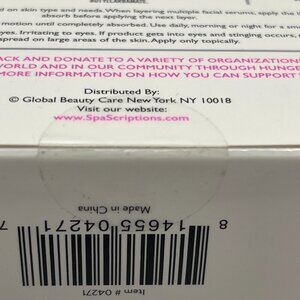 d on skin type and needs. When layering multiple facial serums, apply the
absorb before applying the next layer.
motion until completely absorbed. Use daily, morning or night for s
eyes. Irritating to eyes. If product gets into eyes and stinging occurs,
spread on large areas of the skin. Apply only topically.
ACK AND DONATE TO A VARIETY OF ORGANIZATION
WORLD AND IN OUR COMMUNITY THROUGH HUNGE
MORE INFORMATION ON HOW YOU CAN SUPPORT
Distributed By:
© Global Beauty Care New York NY 10018
Visit our website:
www.SpaScriptions.com
Made in China
8 14655 04271 7
Item # 04271